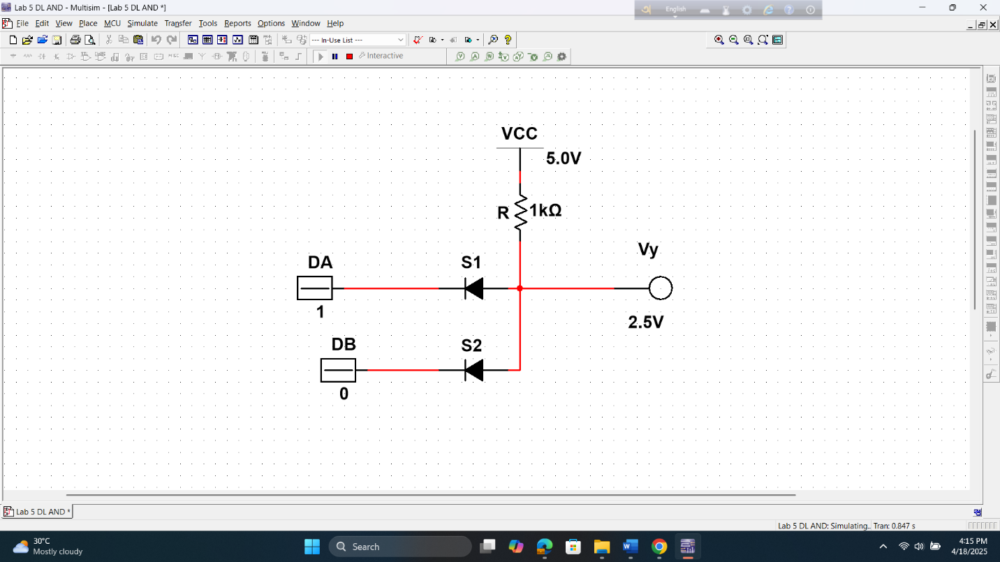 Lab 5 DL AND - Multisim - [Lab 5 DL AND *]
English
File Edit View Place MCU Simulate Transfer Tools Reports Options Window Help
--- In-Use List ---
Interactive
VCC
5.0V
R 1kΩ
Vy
DA S1
1
2.5V
DB S2
0
Lab 5 DL AND *
Lab 5 DL AND: Simulating.. Tran: 0.847 s
30°C
Mostly cloudy
Search
4:15 PM
4/18/2025